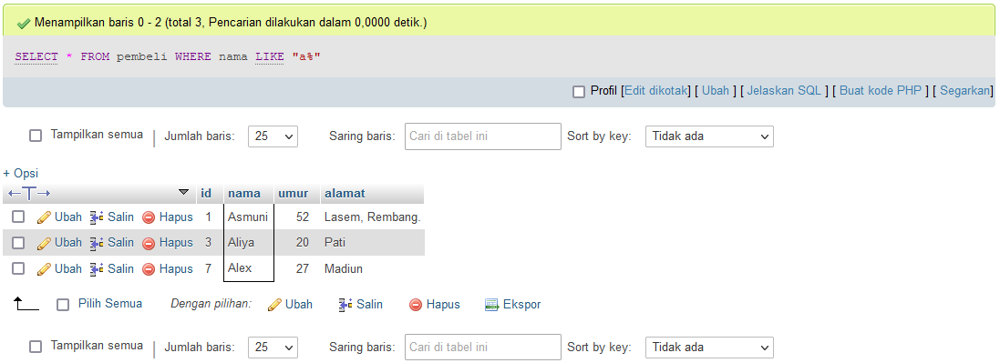 Menampilkan baris 0 - 2 (total 3, Pencarian dilakukan dalam 0,0000 detik.)
SELECT * FROM pembeli WHERE nama LIKE "a%"
Profil [Edit dikotak] [ Ubah ] [ Jelaskan SQL ] [ Buat kode PHP ] [ Segarkan]
Tampilkan semua | Jumlah baris: 25 Saring baris: Cari di tabel ini Sort by key: Tidak ada
+ Opsi
←T→ id nama umur alamat
Ubah Salin Hapus 1 Asmuni 52 Lasem, Rembang.
Ubah Salin Hapus 3 Aliya 20 Pati
Ubah Salin Hapus 7 Alex 27 Madiun
Pilih Semua Dengan pilihan: Ubah Salin Hapus Ekspor
Tampilkan semua | Jumlah baris: 25 Saring baris: Cari di tabel ini Sort by key: Tidak ada